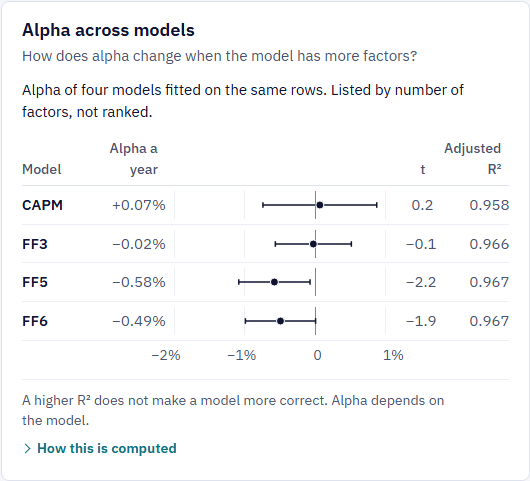 Alpha across models
How does alpha change when the model has more factors?
Alpha of four models fitted on the same rows. Listed by number of
factors, not ranked.
Model Alpha a year t Adjusted R²
CAPM +0.07% 0.2 0.958
FF3 −0.02% −0.1 0.966
FF5 −0.58% −2.2 0.967
FF6 −0.49% −1.9 0.967
−2% −1% 0 1%
A higher R² does not make a model more correct. Alpha depends on
the model.
How this is computed